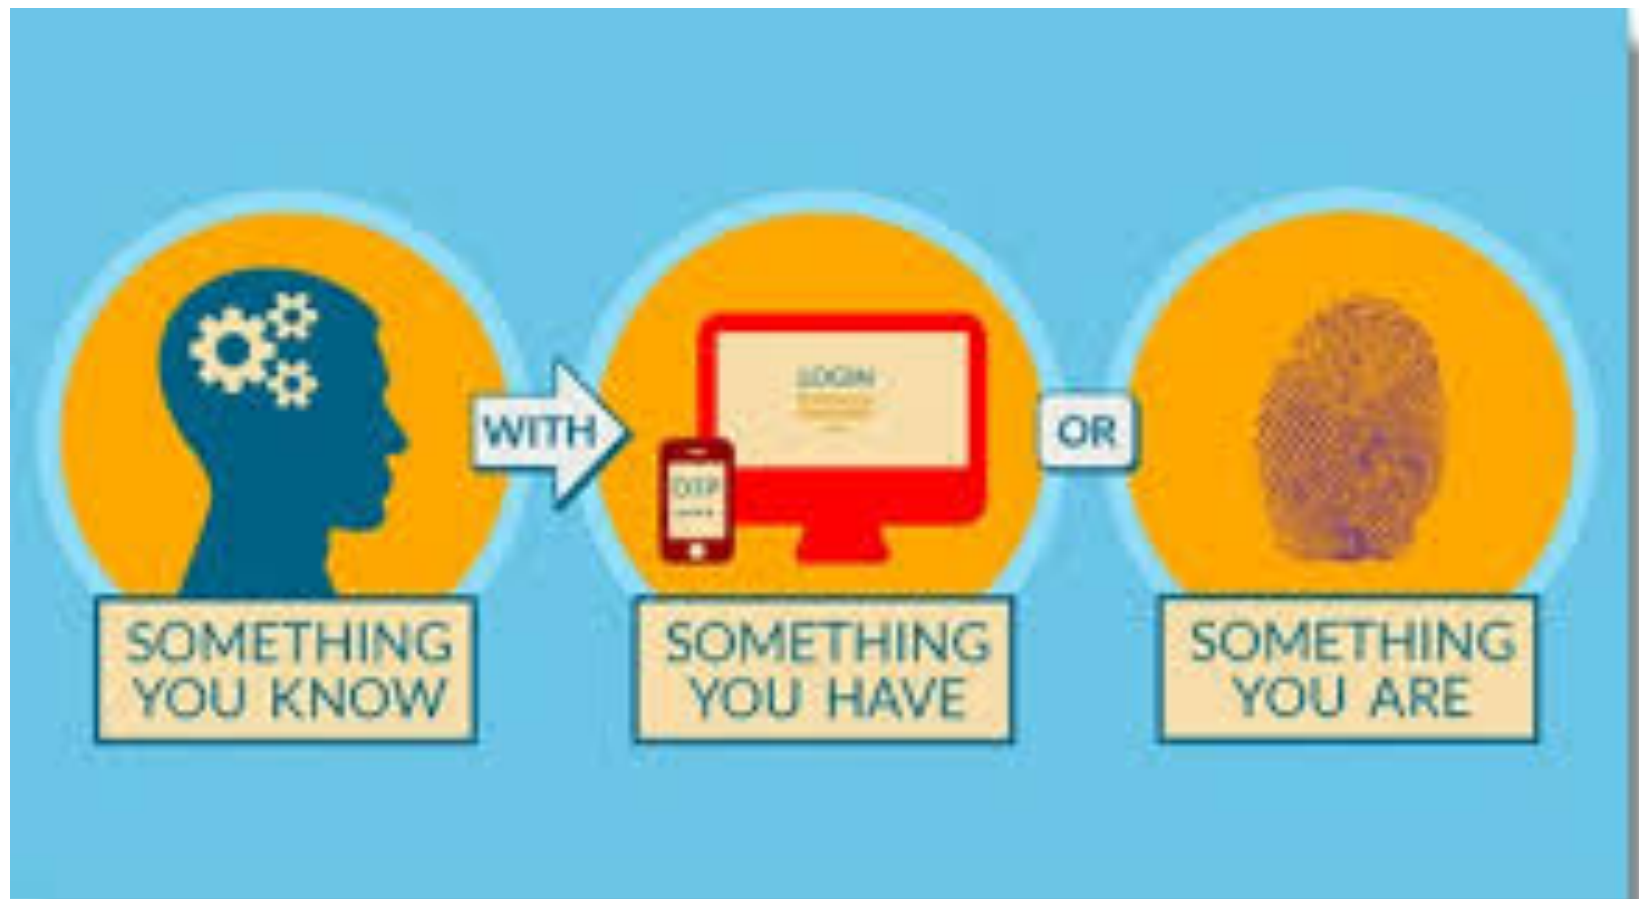 WITH
OR
LOGIN
OTP
SOMETHING
YOU KNOW
SOMETHING
YOU HAVE
SOMETHING
YOU ARE